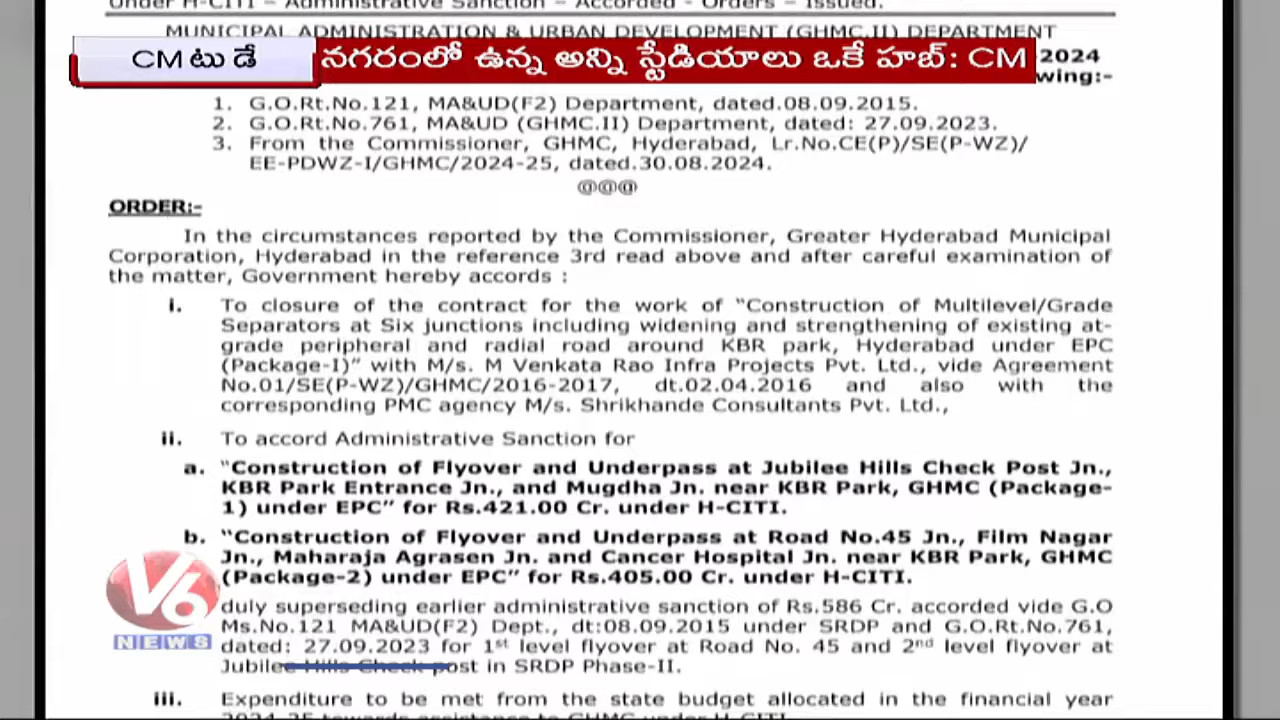 Under H-CITI – Administrative Sanction – Accorded - Orders – Issued.
MUNICIPAL ADMINISTRATION & URBAN DEVELOPMENT (GHMC.II) DEPARTMENT
CM టు డే
నగరంలో ఉన్న అన్ని స్టేడియాలు ఒకే హబ్: CM
2024
wing:-
1. G.O.Rt.No.121, MA&UD(F2) Department, dated.08.09.2015.
2. G.O.Rt.No.761, MA&UD (GHMC.II) Department, dated: 27.09.2023.
3. From the Commissioner, GHMC, Hyderabad, Lr.No.CE(P)/SE(P-WZ)/
EE-PDWZ-I/GHMC/2024-25, dated.30.08.2024.
@@@
ORDER:-
In the circumstances reported by the Commissioner, Greater Hyderabad Municipal
Corporation, Hyderabad in the reference 3rd read above and after careful examination of
the matter, Government hereby accords :
i. To closure of the contract for the work of “Construction of Multilevel/Grade
Separators at Six junctions including widening and strengthening of existing at-
grade peripheral and radial road around KBR park, Hyderabad under EPC
(Package-I)” with M/s. M Venkata Rao Infra Projects Pvt. Ltd., vide Agreement
No.01/SE(P-WZ)/GHMC/2016-2017, dt.02.04.2016 and also with the
corresponding PMC agency M/s. Shrikhande Consultants Pvt. Ltd.,
ii. To accord Administrative Sanction for
a. “Construction of Flyover and Underpass at Jubilee Hills Check Post Jn.,
KBR Park Entrance Jn., and Mugdha Jn. near KBR Park, GHMC (Package-
1) under EPC” for Rs.421.00 Cr. under H-CITI.
b. “Construction of Flyover and Underpass at Road No.45 Jn., Film Nagar
Jn., Maharaja Agrasen Jn. and Cancer Hospital Jn. near KBR Park, GHMC
(Package-2) under EPC” for Rs.405.00 Cr. under H-CITI.
duly superseding earlier administrative sanction of Rs.586 Cr. accorded vide G.O
Ms.No.121 MA&UD(F2) Dept., dt:08.09.2015 under SRDP and G.O.Rt.No.761,
dated: 27.09.2023 for 1st level flyover at Road No. 45 and 2nd level flyover at
Jubilee Hills Check post in SRDP Phase-II.
iii. Expenditure to be met from the state budget allocated in the financial year
2024-25 towards assistance to GHMC under H-CITI.
V6
NEWS